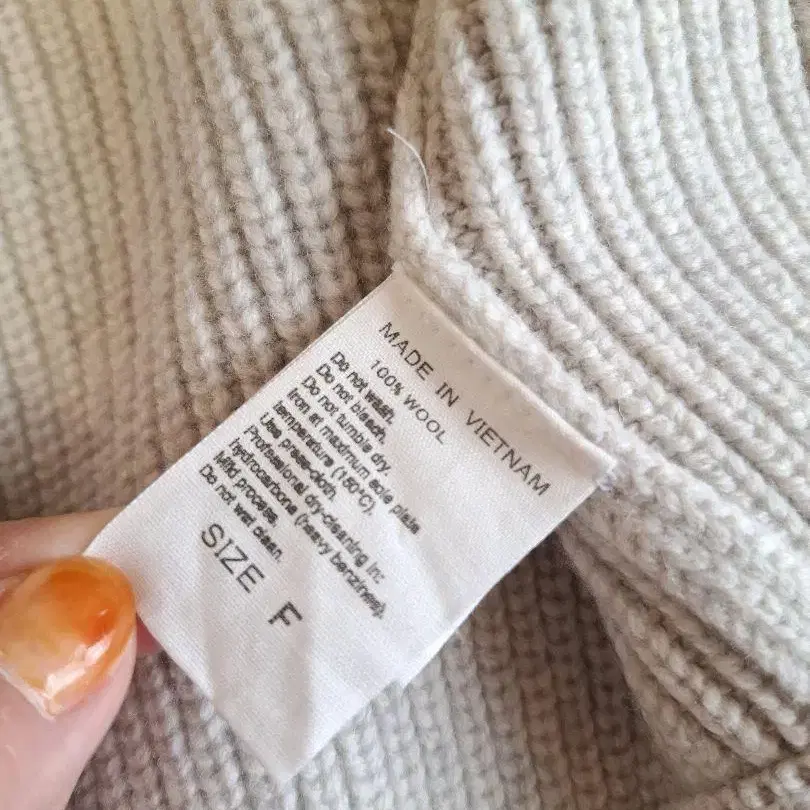 MADE IN VIETNAM
100% WOOL
Do not wash.
Do not bleach.
Do not tumble dry.
Iron at maximum sole plate
temperature (150°C).
Use press-cloth.
Professional dry-cleaning in:
hydrocarbons (heavy benzines).
Mild process.
Do not wet clean.
SIZE F